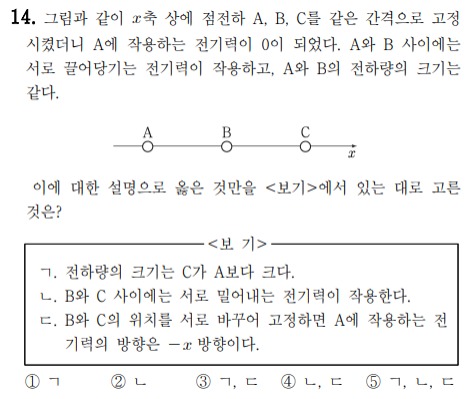 14. 그림과 같이 x축 상에 점전하 A, B, C를 같은 간격으로 고정
시켰더니 A에 작용하는 전기력이 0이 되었다. A와 B 사이에는
서로 끌어당기는 전기력이 작용하고, A와 B의 전하량의 크기는
같다.
A B C
x
이에 대한 설명으로 옳은 것만을 <보기>에서 있는 대로 고른
것은?
<보 기>
ㄱ. 전하량의 크기는 C가 A보다 크다.
ㄴ. B와 C 사이에는 서로 밀어내는 전기력이 작용한다.
ㄷ. B와 C의 위치를 서로 바꾸어 고정하면 A에 작용하는 전
기력의 방향은 -x 방향이다.
① ㄱ ② ㄴ ③ ㄱ, ㄷ ④ ㄴ, ㄷ ⑤ ㄱ, ㄴ, ㄷ